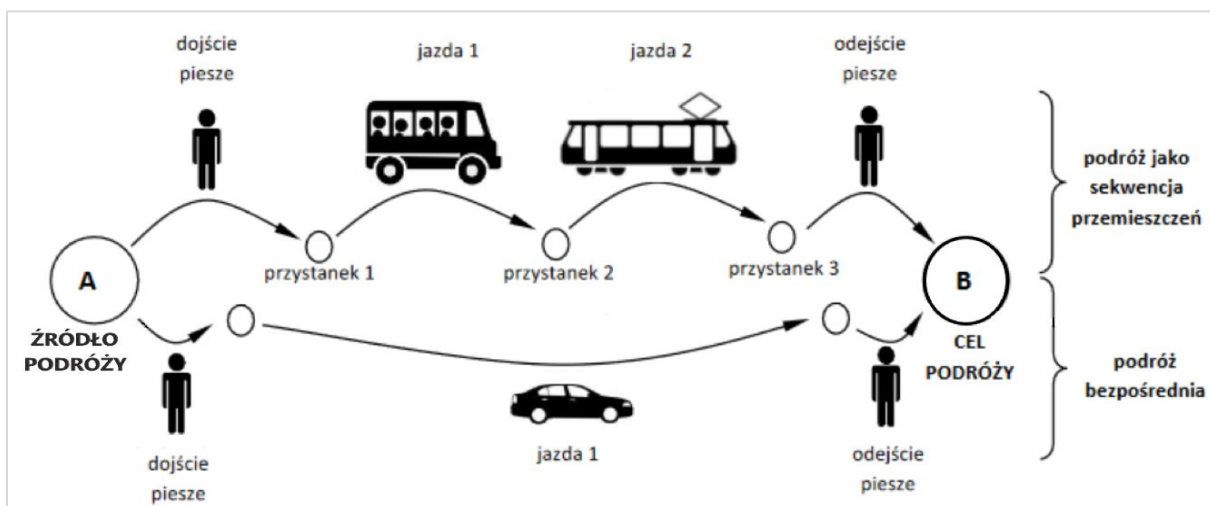 dojście
piesze
jazda 1
jazda 2
odejście
piesze
podróż jako
sekwencja
przemieszczeń
A
B
przystanek 1
przystanek 2
przystanek 3
ŹRÓDŁO
PODRÓŻY
CEL
PODRÓŻY
podróż
bezpośrednia
dojście
piesze
jazda 1
odejście
piesze